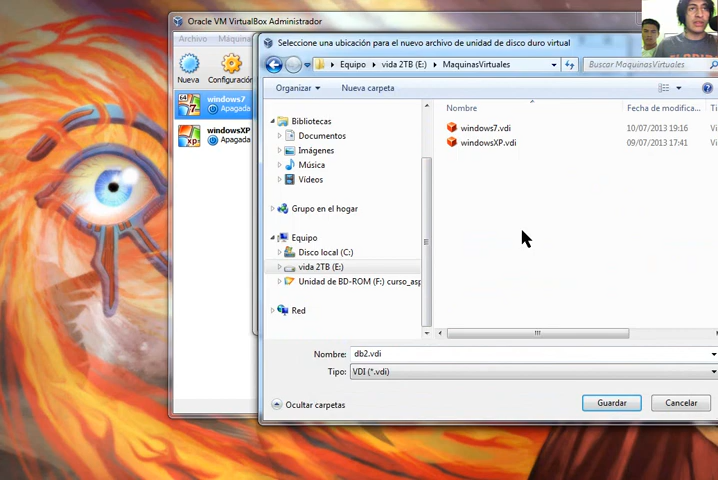 Oracle VM VirtualBox Administrador
Archivo Máquina
Nueva Configuración
windows7
Apagada
windowsXP
Apagada
Seleccione una ubicación para el nuevo archivo de unidad de disco duro virtual
Equipo vida 2TB (E:) MaquinasVirtuales
Buscar MaquinasVirtuales
Organizar Nueva carpeta
Bibliotecas
Documentos
Imágenes
Música
Vídeos
Grupo en el hogar
Equipo
Disco local (C:)
vida 2TB (E:)
Unidad de BD-ROM (F:) curso_asp
Red
Nombre Fecha de modifica... Ti
windows7.vdi 10/07/2013 19:16 Vi
windowsXP.vdi 09/07/2013 17:41 Vi
Nombre: db2.vdi
Tipo: VDI (*.vdi)
Ocultar carpetas
Guardar Cancelar